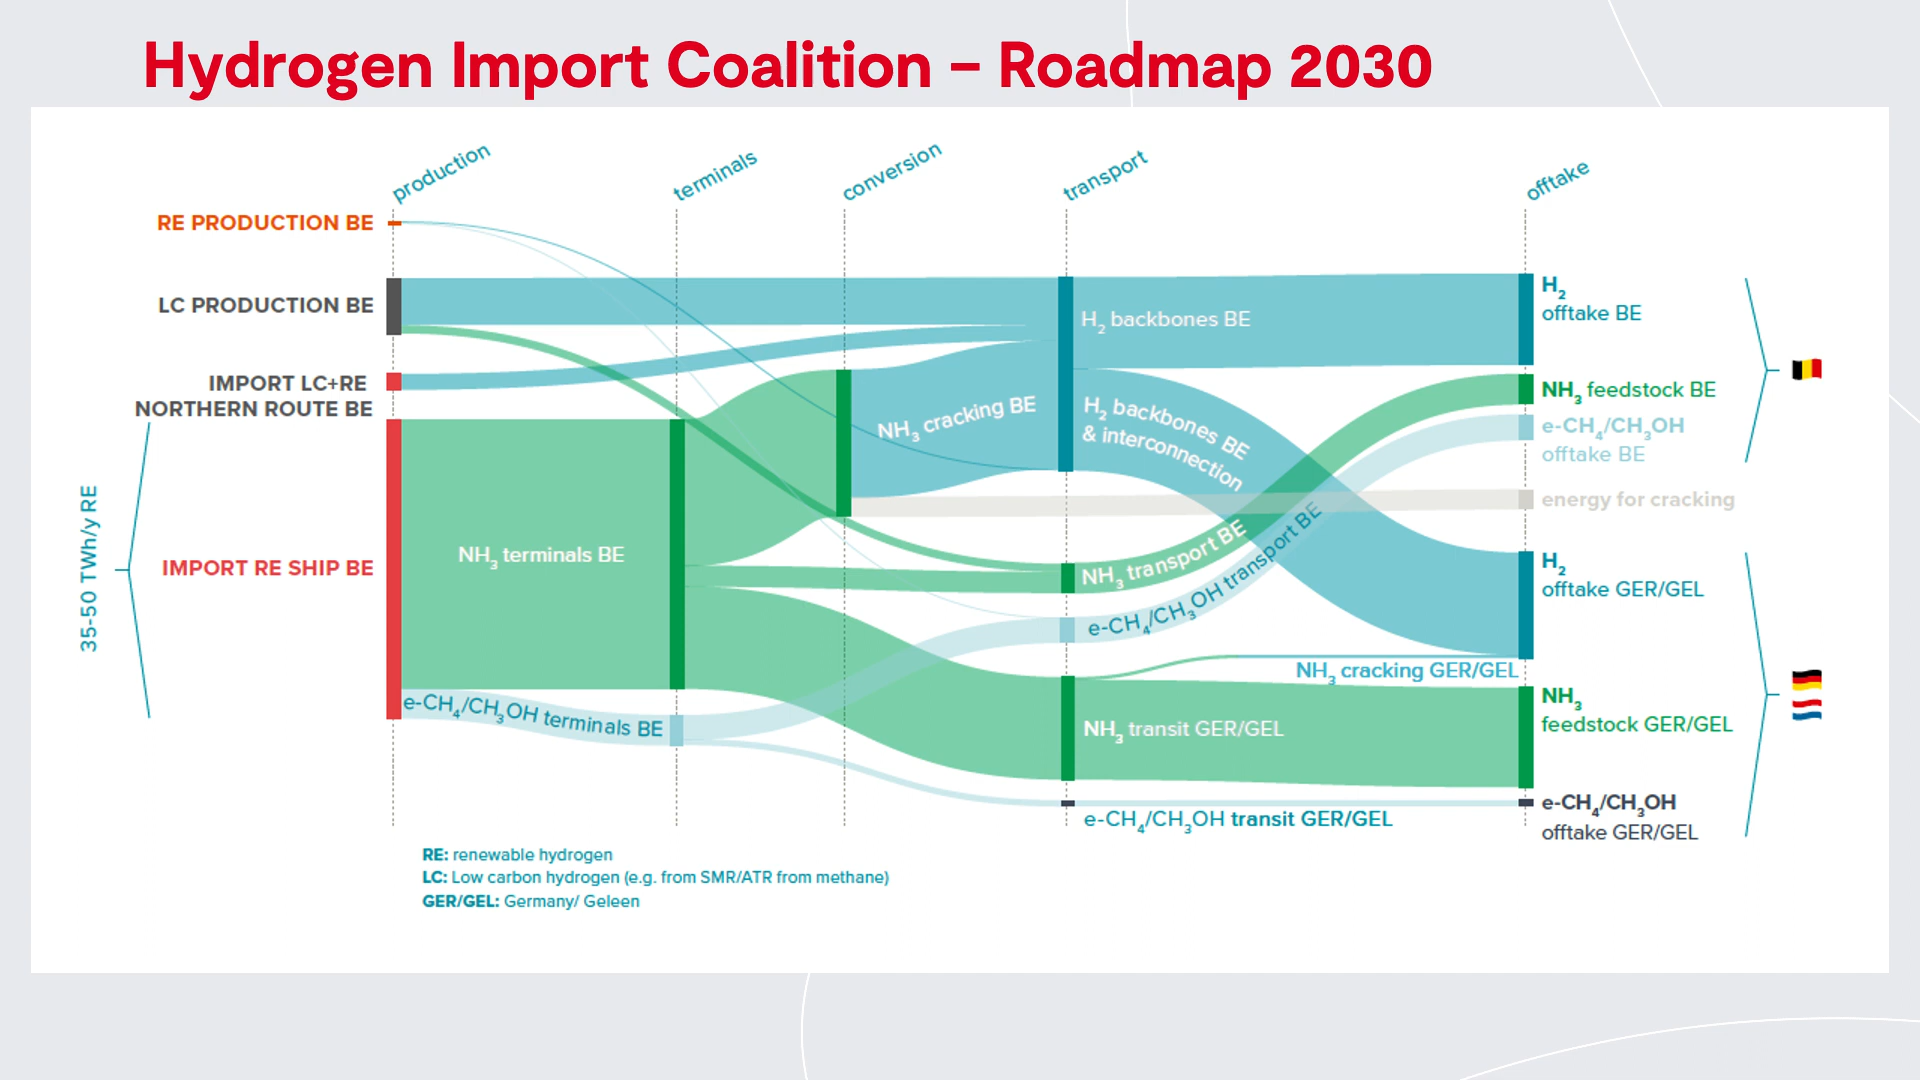 Hydrogen Import Coalition – Roadmap 2030
production
terminals
conversion
transport
offtake
RE PRODUCTION BE
LC PRODUCTION BE
IMPORT LC+RE
NORTHERN ROUTE BE
35-50 TWh/y RE
IMPORT RE SHIP BE
NH₃ terminals BE
e-CH₄/CH₃OH terminals BE
NH₃ cracking BE
H₂ backbones BE
H₂ backbones BE
& interconnection
NH₃ transport BE
e-CH₄/CH₃OH transport BE
NH₃ cracking GER/GEL
NH₃ transit GER/GEL
e-CH₄/CH₃OH transit GER/GEL
H₂
offtake BE
NH₃ feedstock BE
e-CH₄/CH₃OH
offtake BE
energy for cracking
H₂
offtake GER/GEL
NH₃
feedstock GER/GEL
e-CH₄/CH₃OH
offtake GER/GEL
RE: renewable hydrogen
LC: Low carbon hydrogen (e.g. from SMR/ATR from methane)
GER/GEL: Germany/ Geleen